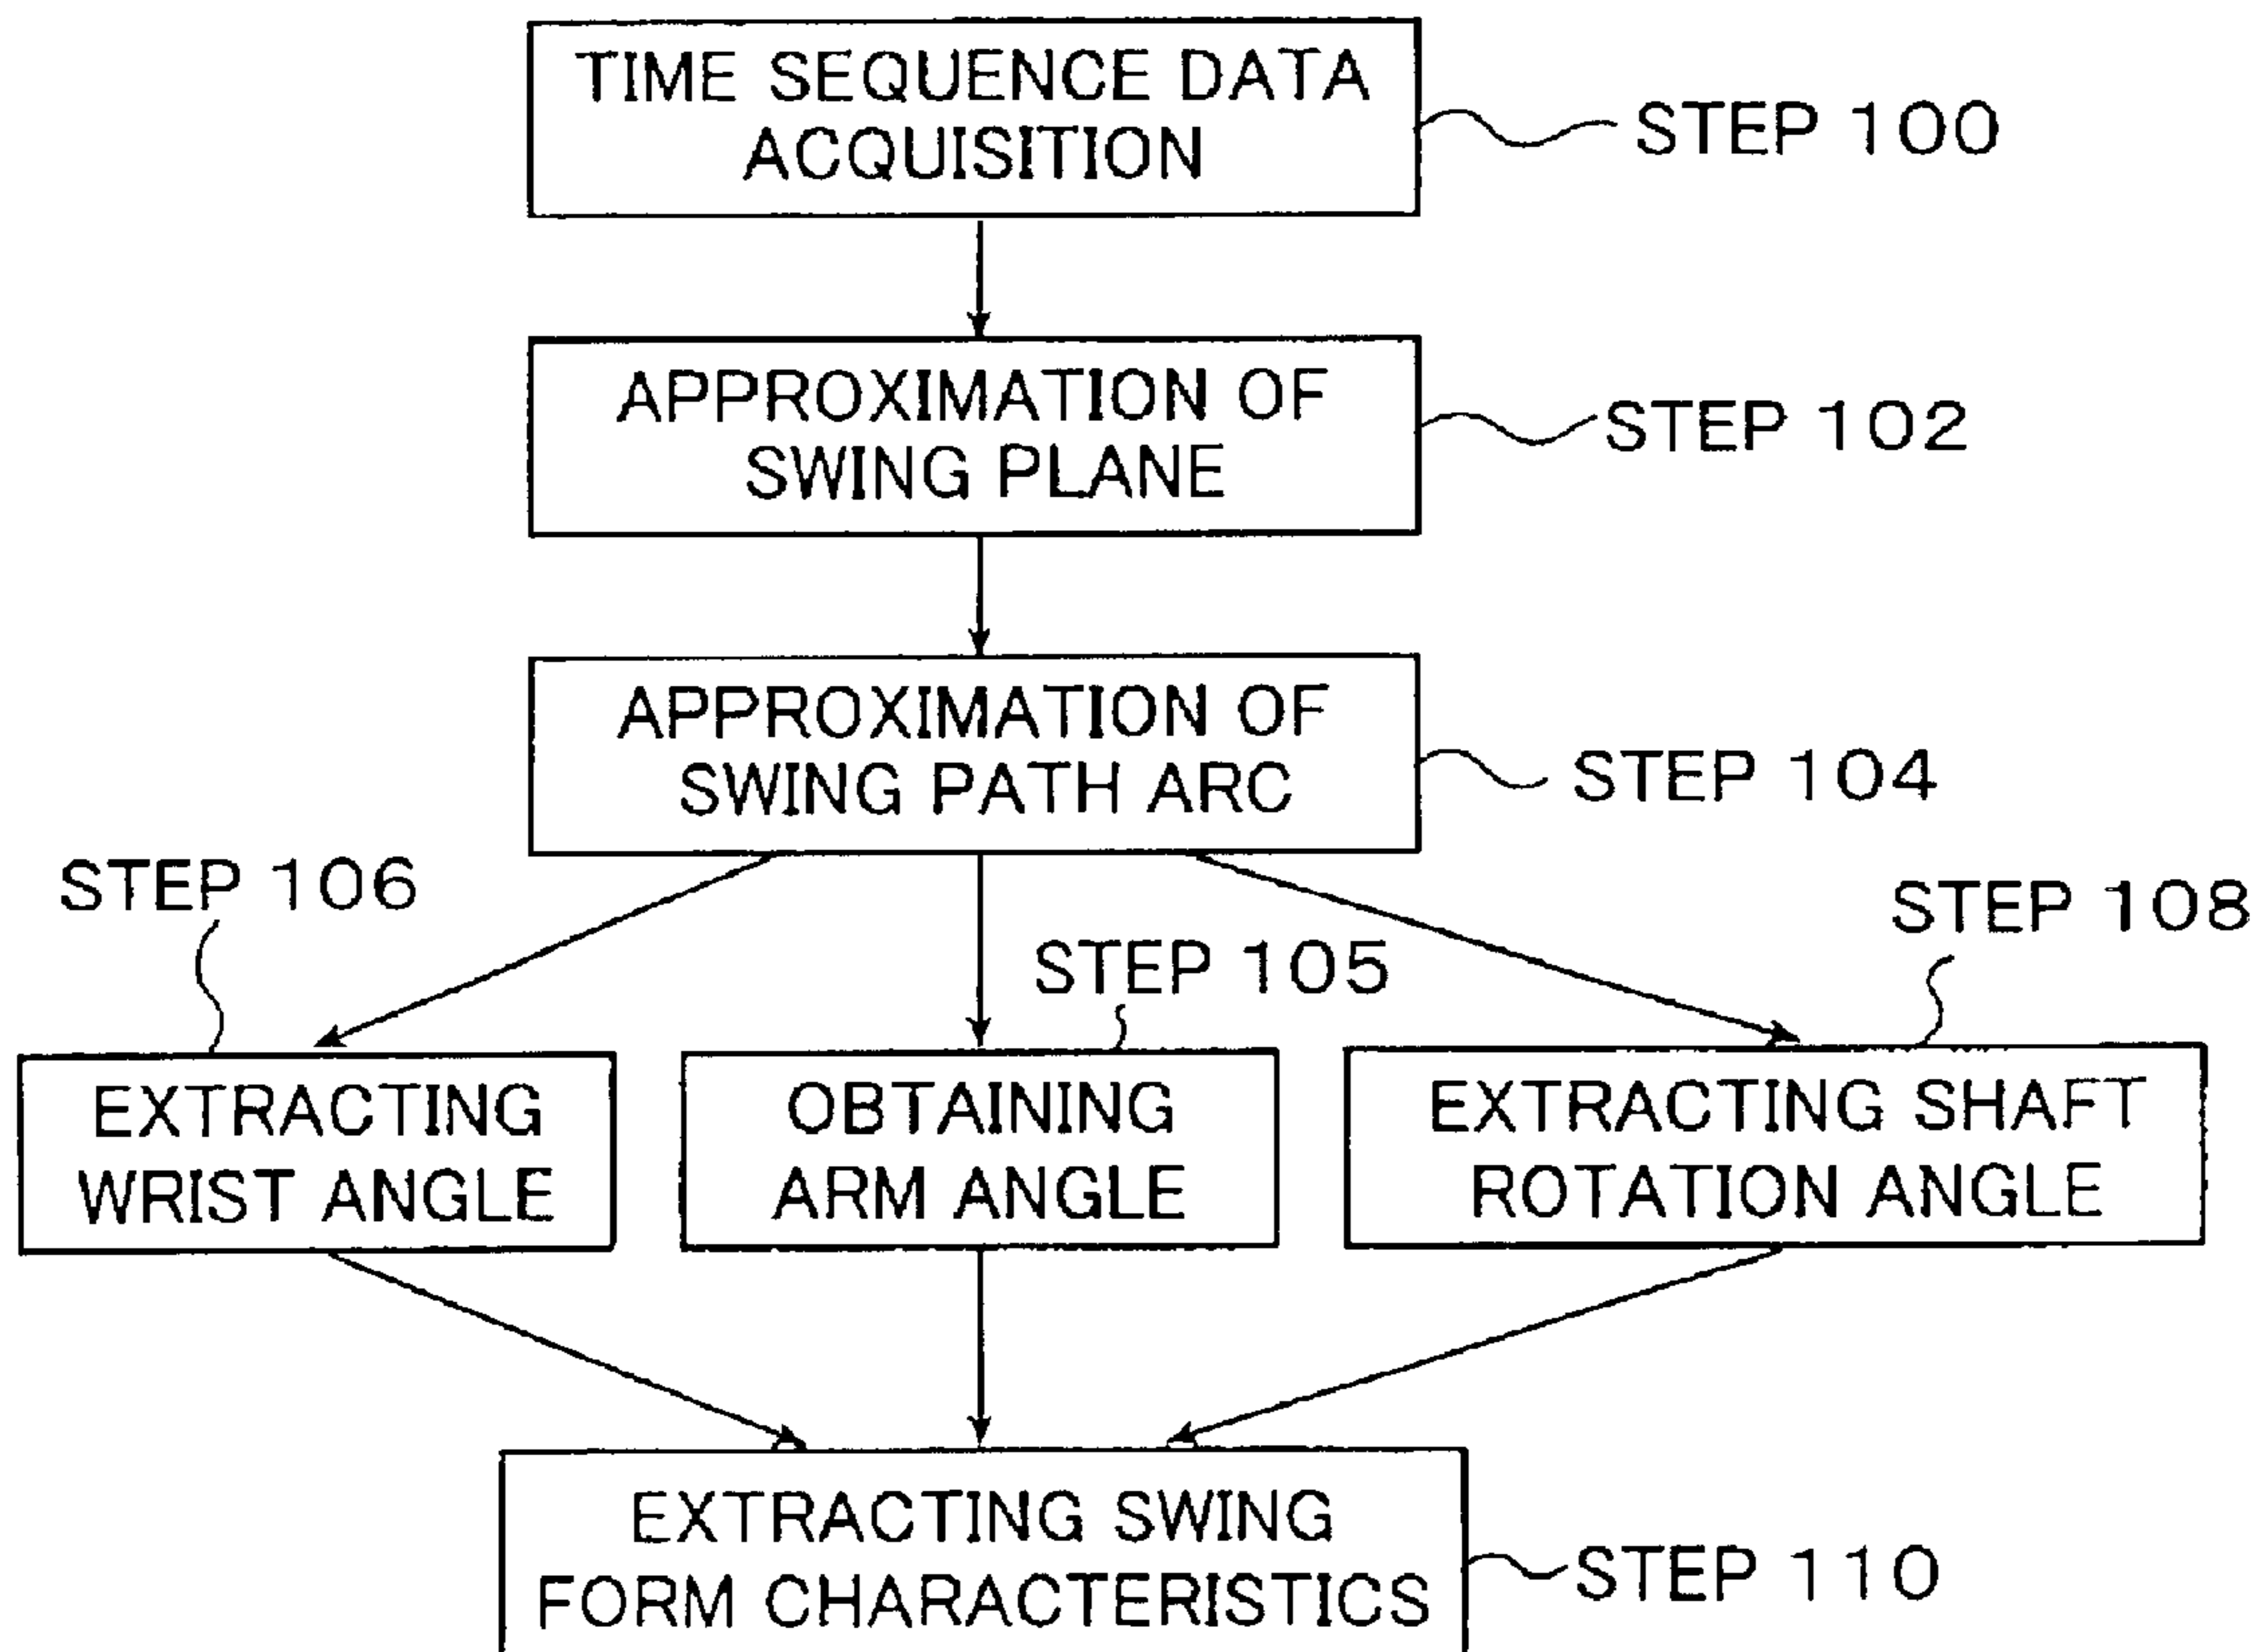 TIME SEQUENCE DATA
ACQUISITION
STEP 100
APPROXIMATION OF
SWING PLANE
STEP 102
APPROXIMATION OF
SWING PATH ARC
STEP 104
STEP 106
STEP 105
STEP 108
EXTRACTING
WRIST ANGLE
OBTAINING
ARM ANGLE
EXTRACTING SHAFT
ROTATION ANGLE
EXTRACTING SWING
FORM CHARACTERISTICS
STEP 110